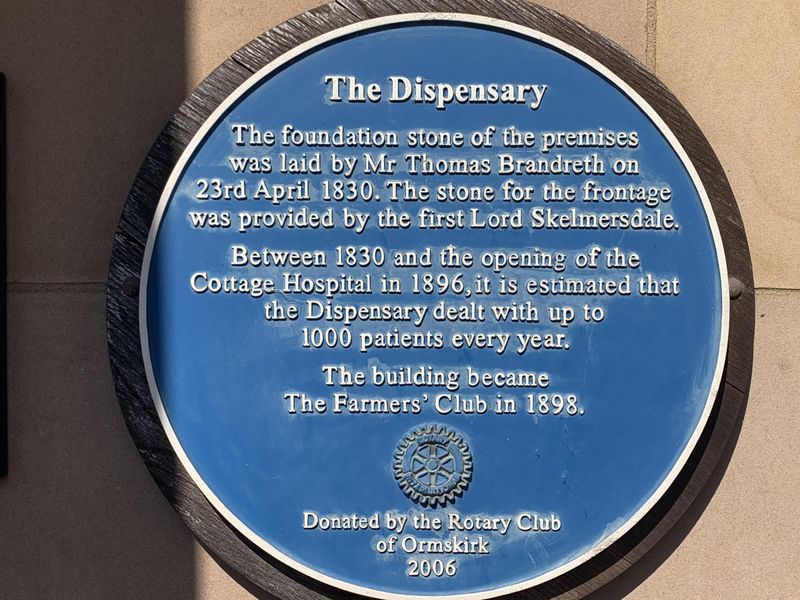 The Dispensary
The foundation stone of the premises
was laid by Mr Thomas Brandreth on
23rd April 1830. The stone for the frontage
was provided by the first Lord Skelmersdale.
Between 1830 and the opening of the
Cottage Hospital in 1896, it is estimated that
the Dispensary dealt with up to
1000 patients every year.
The building became
The Farmers' Club in 1898.
ROTARY
INTERNATIONAL
Donated by the Rotary Club
of Ormskirk
2006